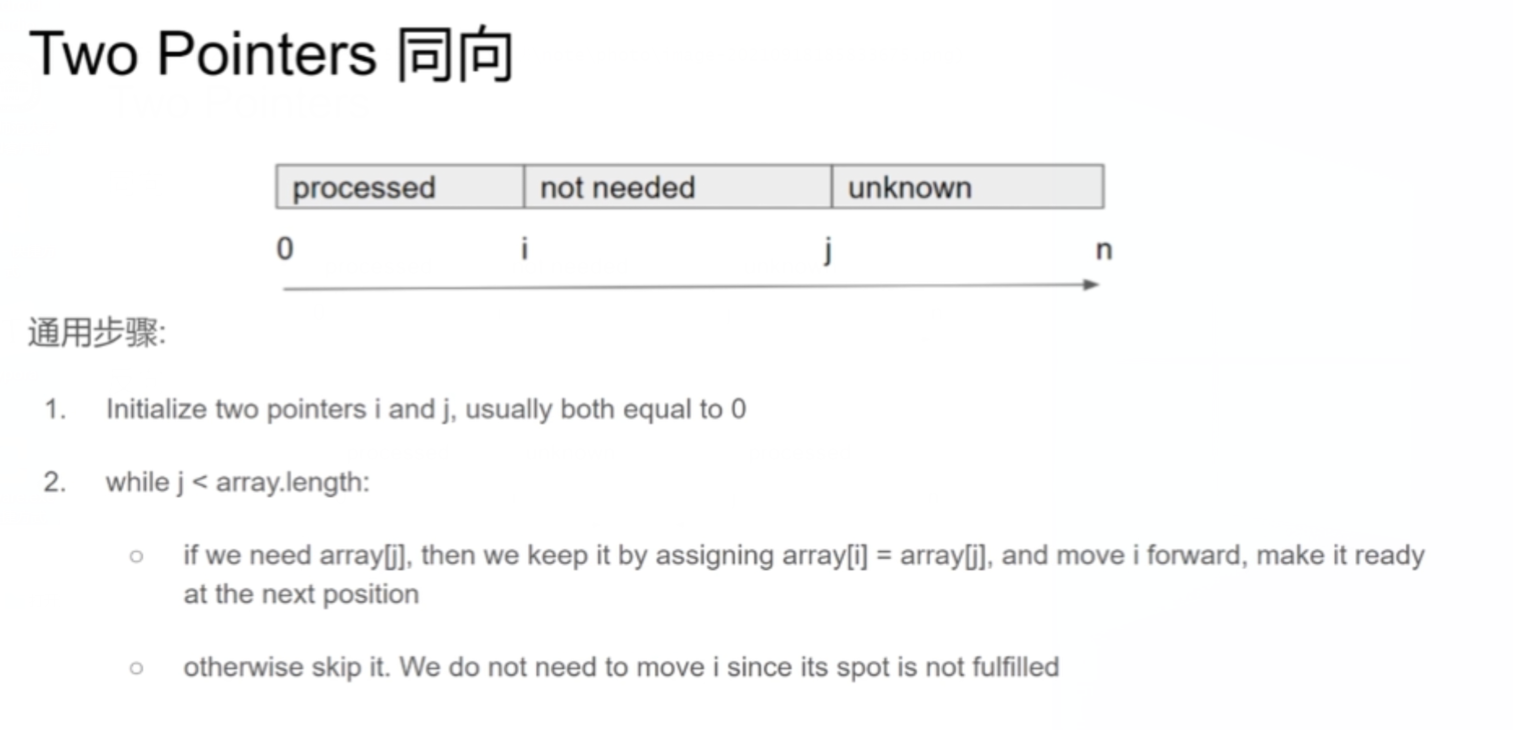 Two Pointers 同向
processed not needed unknown
0 i j n
通用步骤:
1. Initialize two pointers i and j, usually both equal to 0
2. while j < array.length:
○ if we need array[j], then we keep it by assigning array[i] = array[j], and move i forward, make it ready
at the next position
○ otherwise skip it. We do not need to move i since its spot is not fulfilled